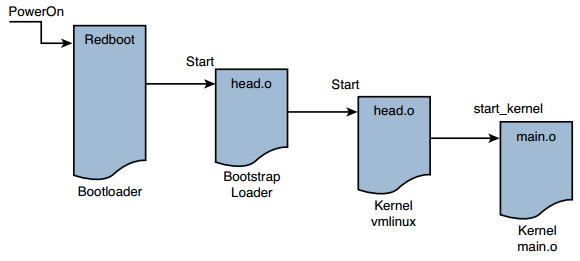 PowerOn
Redboot
Bootloader
Start
head.o
Bootstrap
Loader
Start
head.o
Kernel
vmlinux
start_kernel
main.o
Kernel
main.o